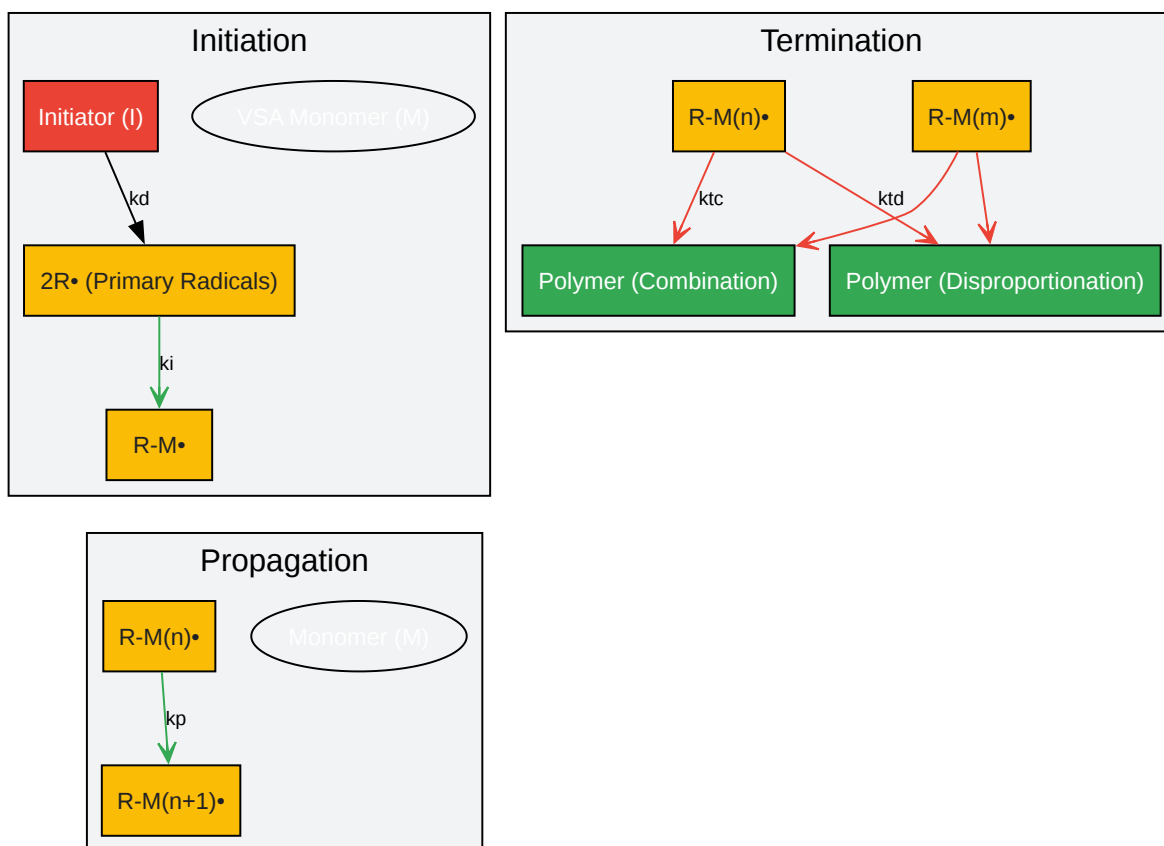 Initiation
Initiator (I)
VSA Monomer (M)
kd
2R• (Primary Radicals)
ki
R-M•
Termination
R-M(n)•
R-M(m)•
ktc
ktd
Polymer (Combination)
Polymer (Disproportionation)
Propagation
R-M(n)•
Monomer (M)
kp
R-M(n+1)•